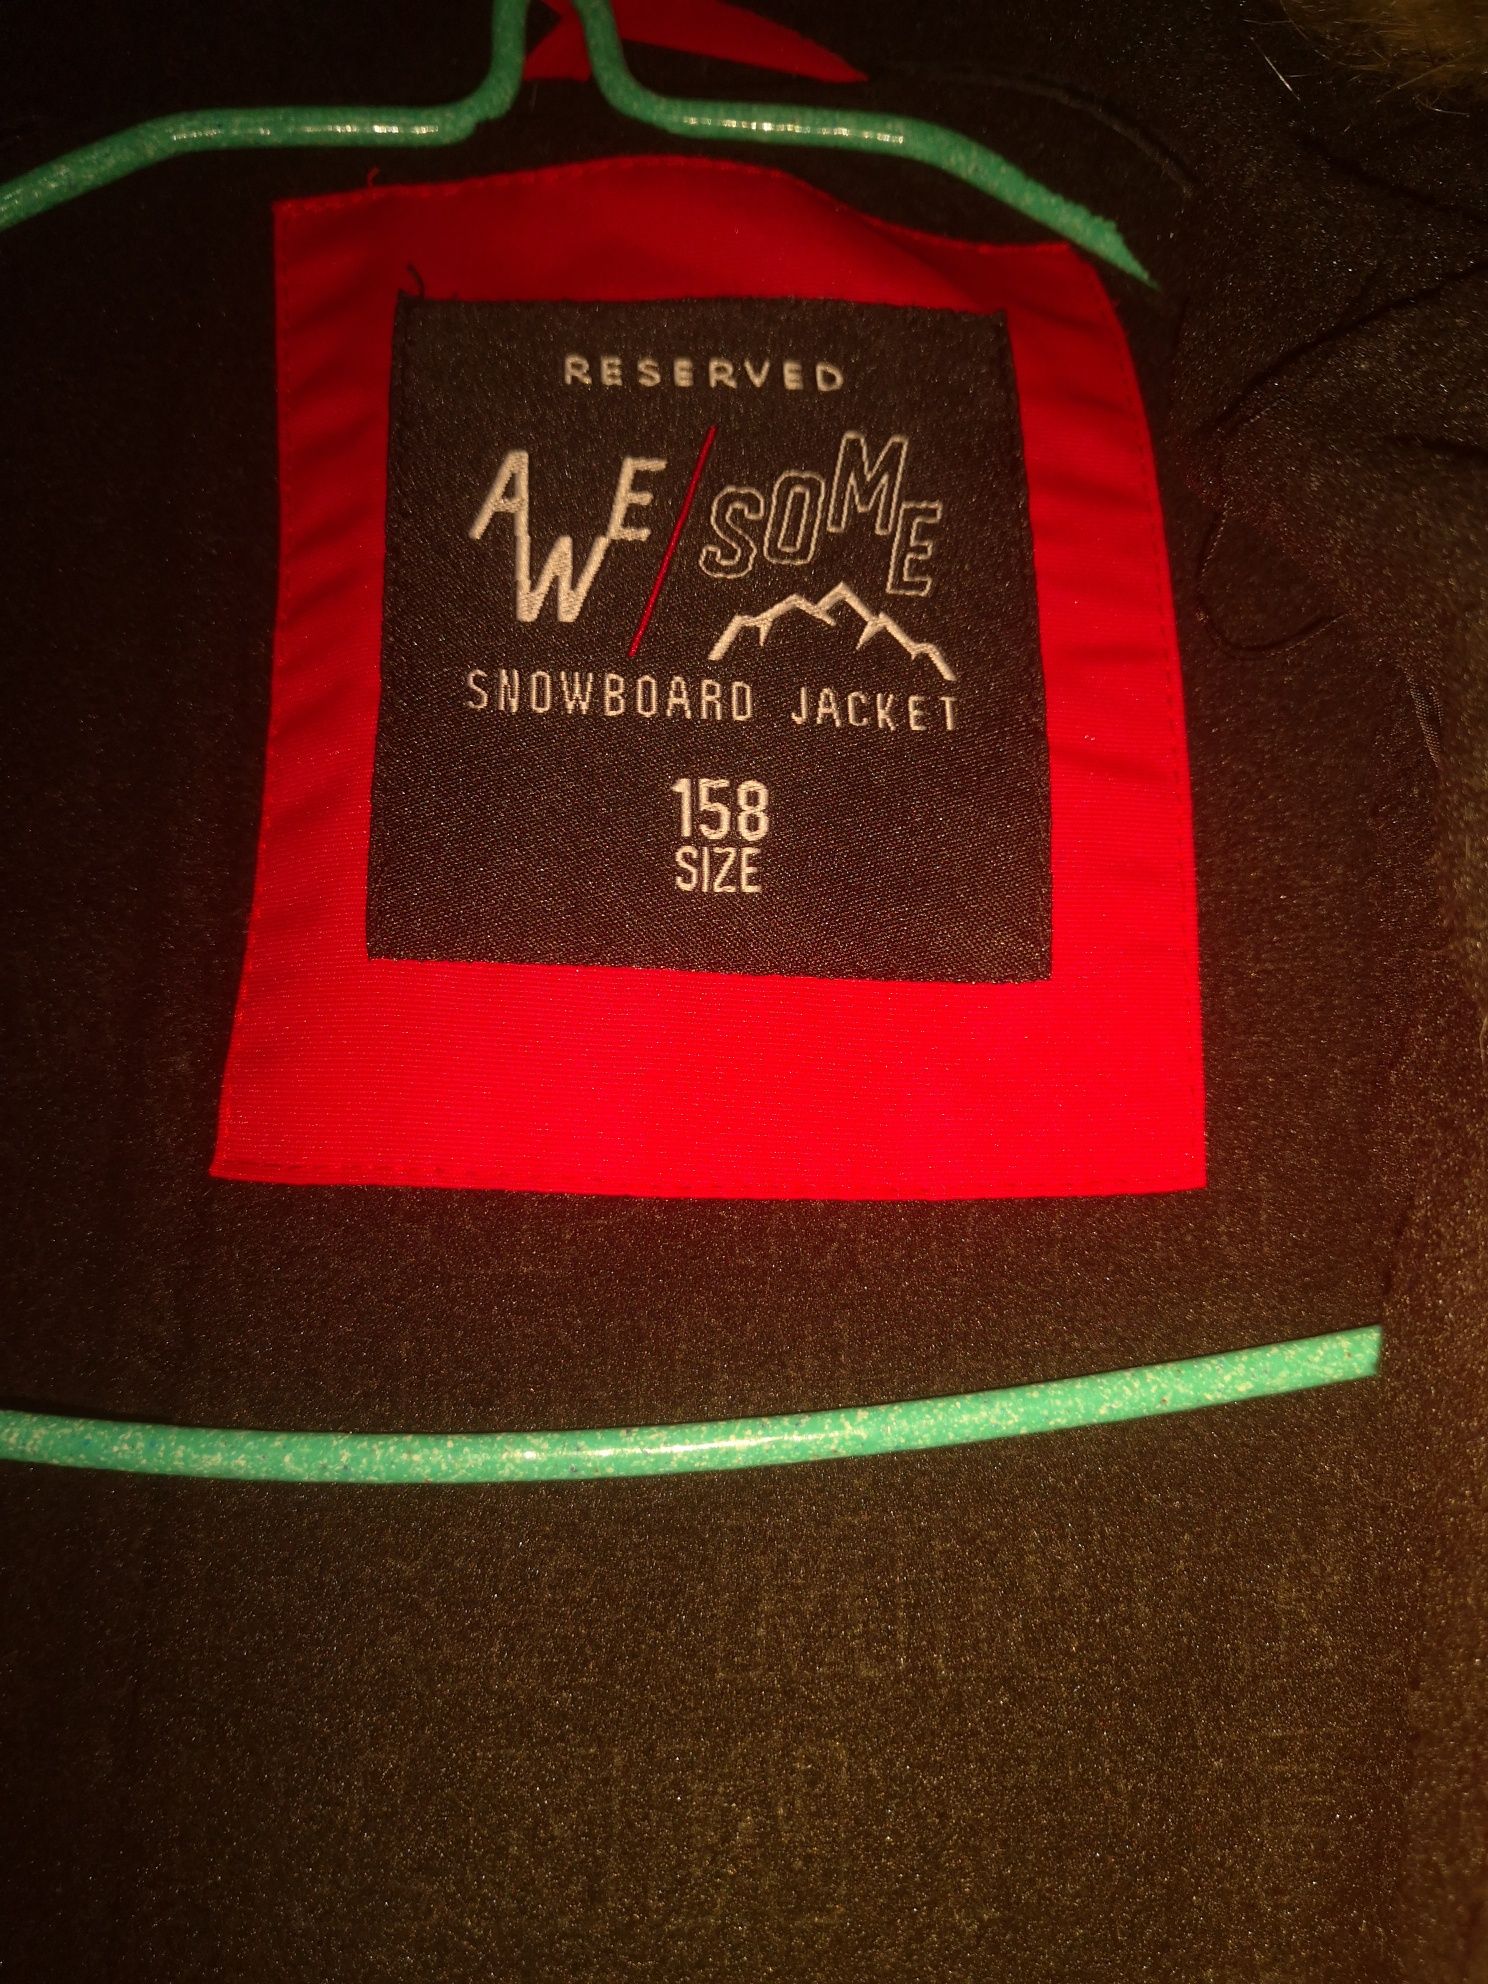 RESERVED
AWE/SOME
SNOWBOARD JACKET
158
SIZE